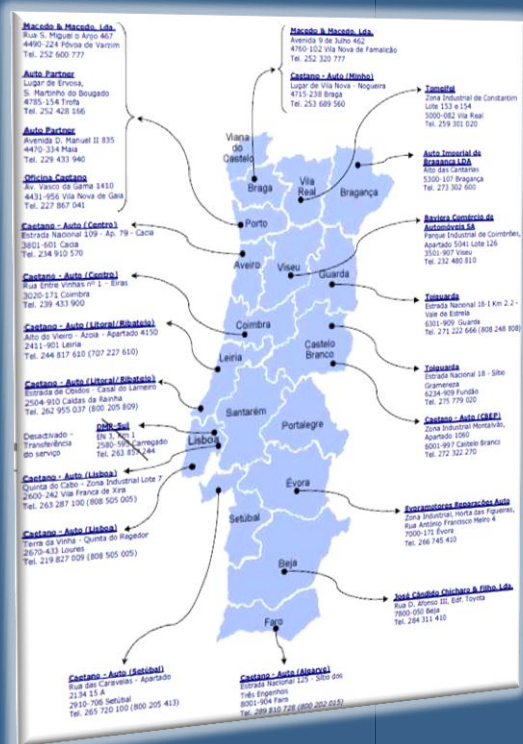 Macedo & Macedo, Lda.
Rua S. Miguel o Anjo 467
4490-224 Póvoa de Varzim
Tel. 252 600 777
Auto Partner
Lugar de Ervosa,
S. Martinho do Bougado
4785-154 Trofa
Tel. 252 428 166
Auto Partner
Avenida D. Manuel II 835
4470-334 Maia
Tel. 229 433 940
Oficina Caetano
Av. Vasco da Gama 1410
4431-956 Vila Nova de Gaia
Tel. 227 867 041
Caetano - Auto (Centro)
Estrada Nacional 109 - Ap. 79 - Cacia
3801-601 Cacia
Tel. 234 910 570
Caetano - Auto (Centro)
Rua Entre Vinhas nº 1 - Eiras
3020-171 Coimbra
Tel. 239 433 900
Caetano - Auto (Litoral/Ribatejo)
Alto do Vieiro - Azoia - Apartado 4150
2411-901 Leiria
Tel. 244 817 610 (707 227 610)
Caetano - Auto (Litoral/Ribatejo)
Estrada de Óbidos - Casal do Lameiro
2504-910 Caldas da Rainha
Tel. 262 955 037 (800 205 809)
Desactivado -
Transferência
do serviço
DMR-Sul
EN 3, Km 1
2580-595 Carregado
Tel. 263 857 244
Caetano - Auto (Lisboa)
Quinta do Cabo - Zona Industrial Lote 7
2600-242 Vila Franca de Xira
Tel. 263 287 100 (808 505 005)
Caetano - Auto (Lisboa)
Terra da Vinha - Quinta do Regedor
2670-433 Loures
Tel. 219 827 009 (808 505 005)
Caetano - Auto (Setúbal)
Rua das Caravelas - Apartado
2134 15 A
2910-706 Setúbal
Tel. 265 720 100 (800 205 413)
Macedo & Macedo, Lda.
Avenida 9 de Julho 462
4760-102 Vila Nova de Famalicão
Tel. 252 320 777
Caetano - Auto (Minho)
Lugar de Vila Nova - Nogueira
4715-238 Braga
Tel. 253 689 560
Viana
do
Castelo
Braga
Vila
Real
Bragança
Porto
Aveiro
Viseu
Guarda
Coimbra
Castelo
Branco
Leiria
Santarém
Portalegre
Lisboa
Évora
Setúbal
Beja
Faro
Zona Industrial de Constantim
Lote 153 e 154
5000-082 Vila Real
Tel. 259 301 020
Auto Imperial de
Bragança LDA
Alto das Cantarias
5300-107 Bragança
Tel. 273 302 600
Baviera Comércio de
Automóveis SA
Parque Industrial de Coimbrões,
Apartado 5041 Lote 126
3501-907 Viseu
Tel. 232 480 810
Toiguarda
Estrada Nacional 18-I Km 2.2 -
Vale de Estrela
6301-909 Guarda
Tel. 271 222 666 (808 248 808)
Toiguarda
Estrada Nacional 18 - Sítio
Gramereza
6234-909 Fundão
Tel. 275 779 020
Caetano - Auto (CBEP)
Zona Industrial Montalvão,
Apartado 1060
6001-997 Castelo Branco
Tel. 272 322 270
Evoramotores Reparações Auto
Zona Industrial, Horta das Figueiras,
Rua António Francisco Melro 4
7000-171 Évora
Tel. 266 745 410
José Cândido Chícharo & Filho, Lda.
Rua D. Afonso III, Edf. Toyota
7800-050 Beja
Tel. 284 311 410
Caetano - Auto (Algarve)
Estrada Nacional 125 - Sítio dos
Três Engenhos
8001-904 Faro
Tel. 289 810 728 (800 202 015)